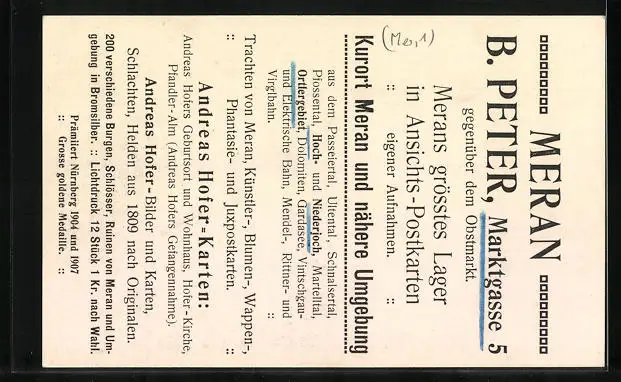 MERAN
B. PETER, Marktgasse 5
gegenüber dem Obstmarkt.
Merans grösstes Lager
in Ansichts-Postkarten
:: eigener Aufnahmen. ::
(Mer, 1)
Kurort Meran und nähere Umgebung
aus dem Passeiertal, Ultental, Schnalsertal,
Pfossental, Hoch- und Niederjoch, Martelltal,
Ortlergebiet, Dolomiten, Gardasee, Vintschgau-
und Elektrische Bahn, Mendel-, Rittner- und
Virglbahn. ::
Trachten von Meran, Künstler-, Blumen-, Wappen-,
:: Phantasie- und Juxpostkarten. ::
Andreas Hofer-Karten:
Andreas Hofers Geburtsort und Wohnhaus, Hofer-Kirche,
Pfandler-Alm (Andreas Hofers Gefangennahme).
Andreas Hofer-Bilder und Karten,
Schlachten, Helden aus 1809 nach Originalen.
200 verschiedene Burgen, Schlösser, Ruinen von Meran und Um-
gebung in Bromsilber. :: Lichtdruck 12 Stück 1 Kr. nach Wahl.
Prämiiert Nürnberg 1904 and 1907
:: Grosse goldene Medaille. ::